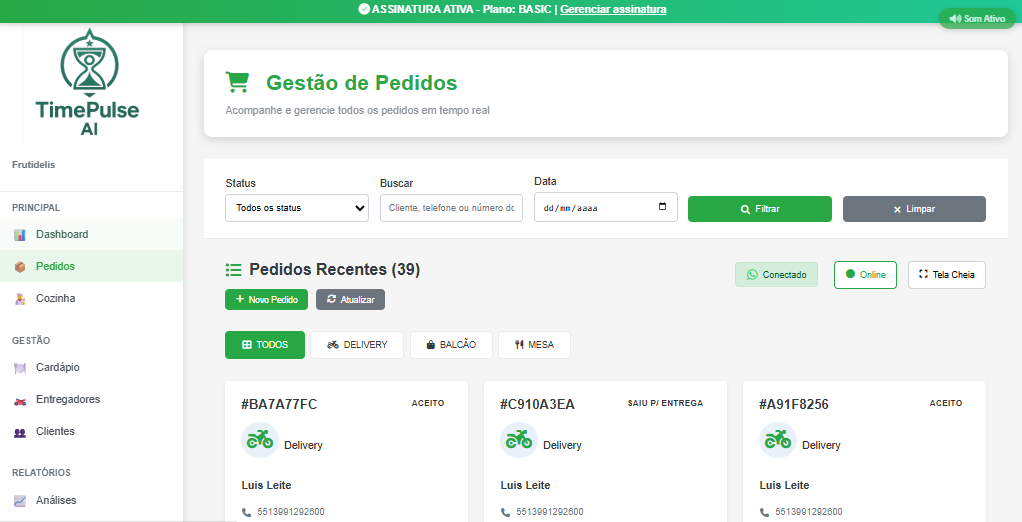 ASSINATURA ATIVA - Plano: BASIC | Gerenciar assinatura
Som Ativo
TimePulse
AI
Frutidelis
PRINCIPAL
Dashboard
Pedidos
Cozinha
GESTÃO
Cardápio
Entregadores
Clientes
RELATÓRIOS
Análises
Gestão de Pedidos
Acompanhe e gerencie todos os pedidos em tempo real
Status
Buscar
Data
Todos os status
Cliente, telefone ou número do
dd/mm/aaaa
Filtrar
Limpar
Pedidos Recentes (39)
Conectado
Online
Tela Cheia
Novo Pedido
Atualizar
TODOS
DELIVERY
BALCÃO
MESA
#BA7A77FC
ACEITO
Delivery
Luis Leite
5513991292600
#C910A3EA
SAIU P/ ENTREGA
Delivery
Luis Leite
5513991292600
#A91F8256
ACEITO
Delivery
Luis Leite
5513991292600